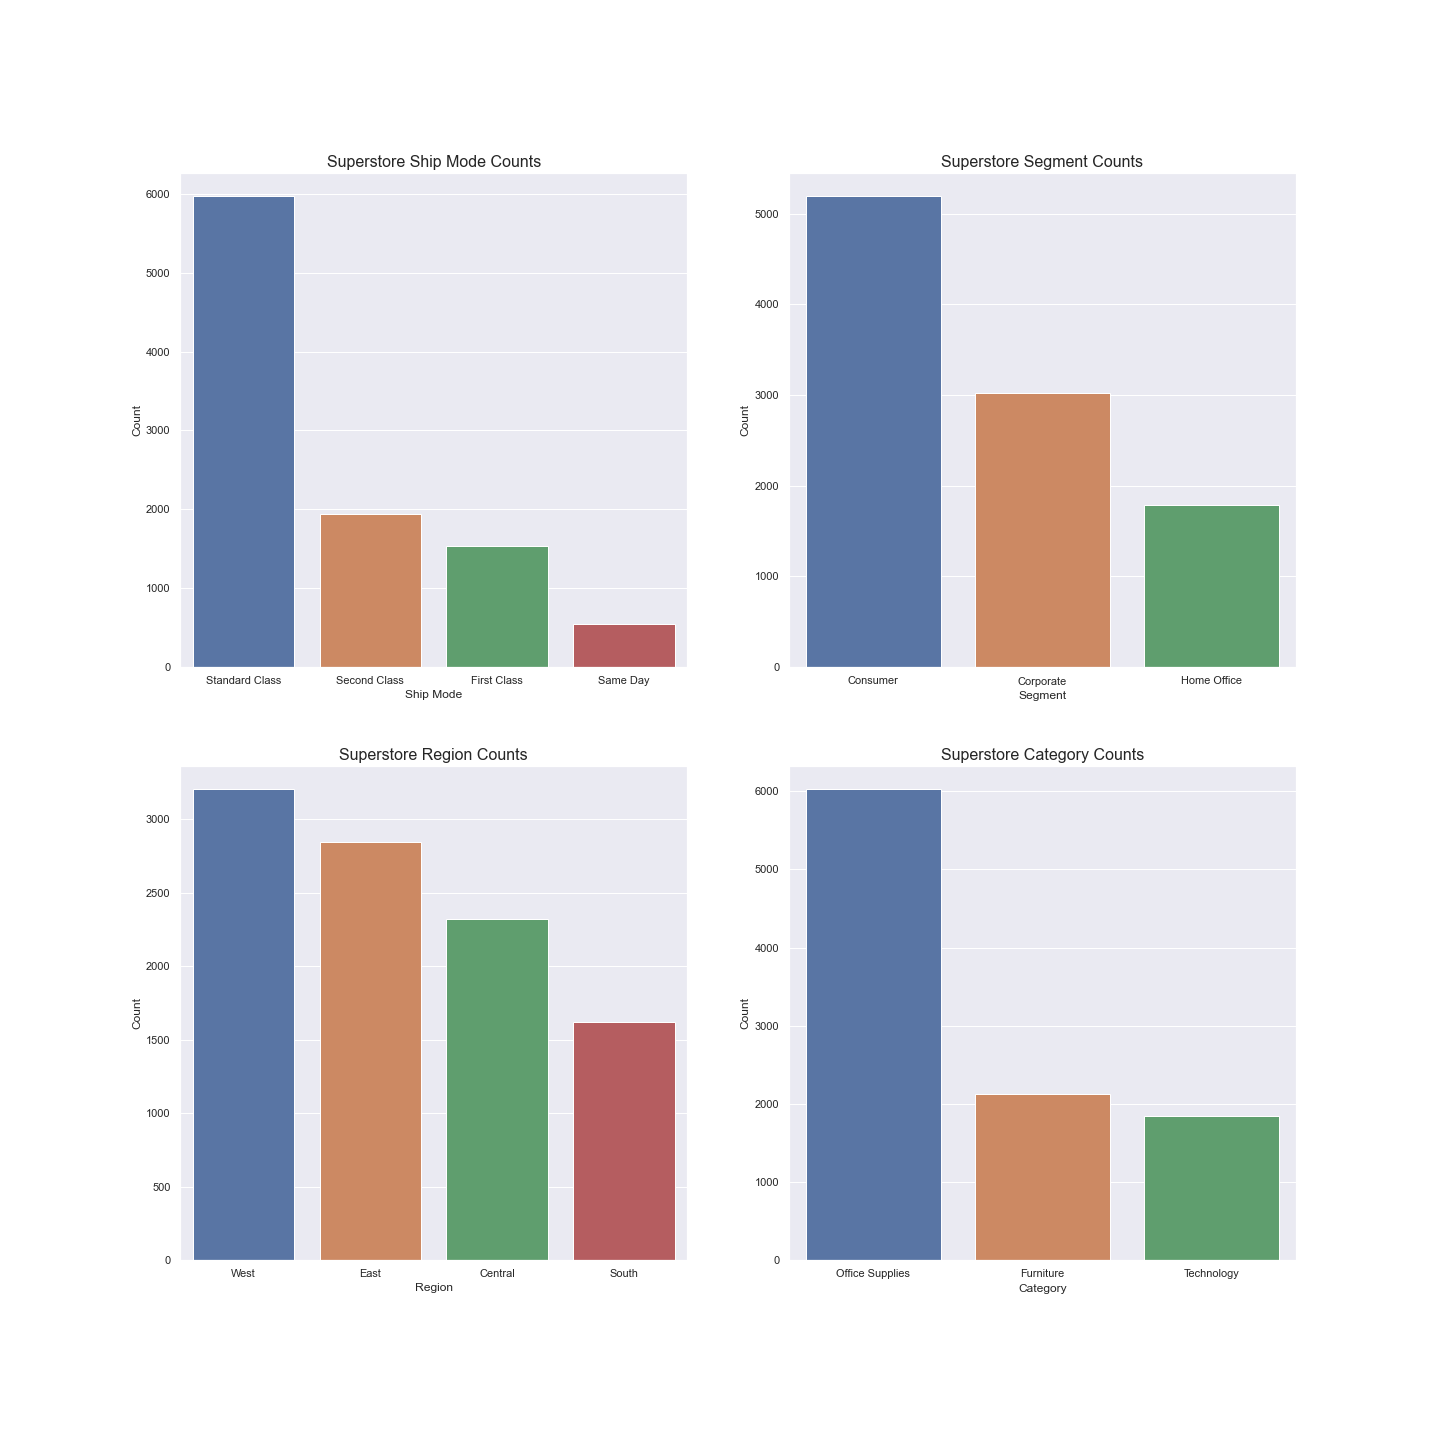 Superstore Ship Mode Counts
6000
5000
4000
3000
2000
1000
0
Count
Standard Class Second Class First Class Same Day
Ship Mode
Superstore Segment Counts
5000
4000
3000
2000
1000
0
Count
Consumer Corporate Home Office
Segment
Superstore Region Counts
3000
2500
2000
1500
1000
500
0
Count
West East Central South
Region
Superstore Category Counts
6000
5000
4000
3000
2000
1000
0
Count
Office Supplies Furniture Technology
Category